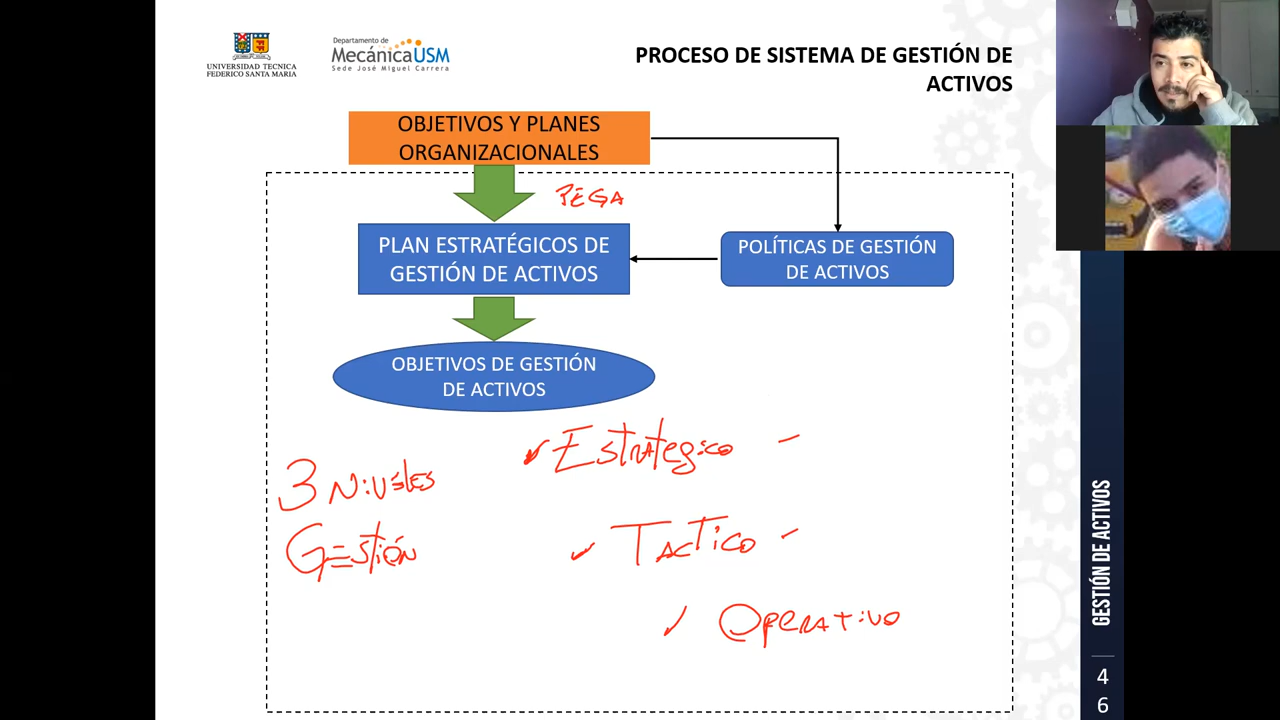 UNIVERSIDAD TECNICA
FEDERICO SANTA MARIA
Departamento de
MecánicaUSM
Sede José Miguel Carrera
PROCESO DE SISTEMA DE GESTIÓN DE
ACTIVOS
OBJETIVOS Y PLANES
ORGANIZACIONALES
PEGA
PLAN ESTRATÉGICOS DE
GESTIÓN DE ACTIVOS
POLÍTICAS DE GESTIÓN
DE ACTIVOS
OBJETIVOS DE GESTIÓN
DE ACTIVOS
3 Niveles
Gestión
Estrategico -
Tactico -
Operativo
GESTIÓN DE ACTIVOS
4
6